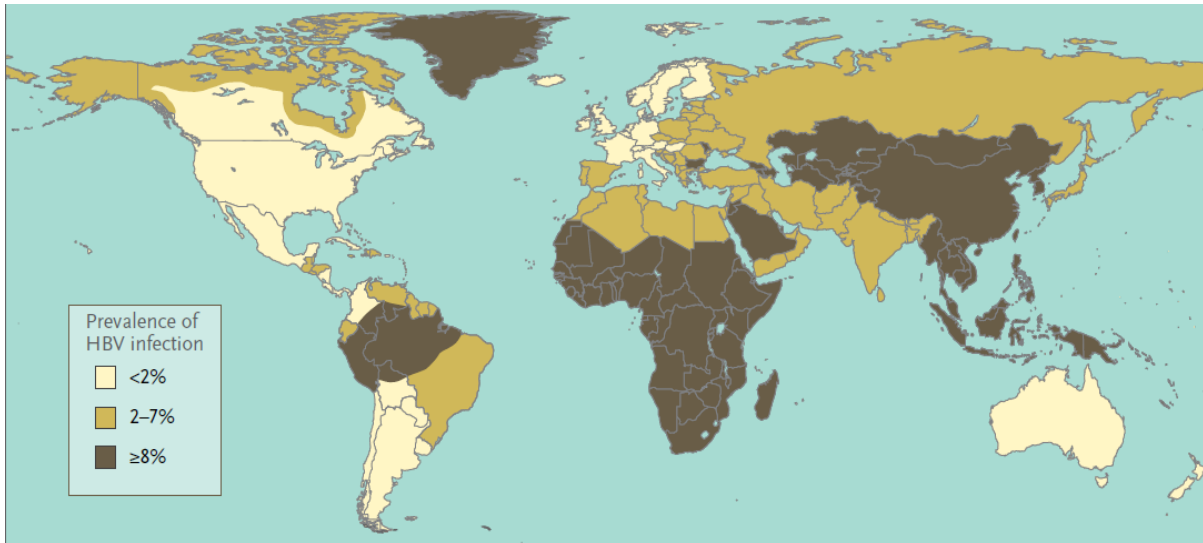 Prevalence of
HBV infection
<2%
2–7%
≥8%